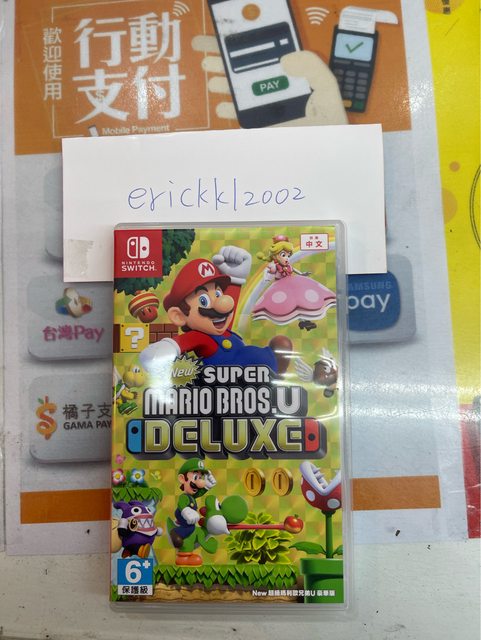 歡迎使用
行動
支付
Mobile Payment
PAY
erickkl2002
NINTENDO
SWITCH
中文
M
?
台灣Pay
SAMSUNG
pay
New
SUPER
MARIO BROS.U
DELUXE
橘子支
GAMA PAY
6+
保護級
New 超級瑪利歐兄弟U 豪華版